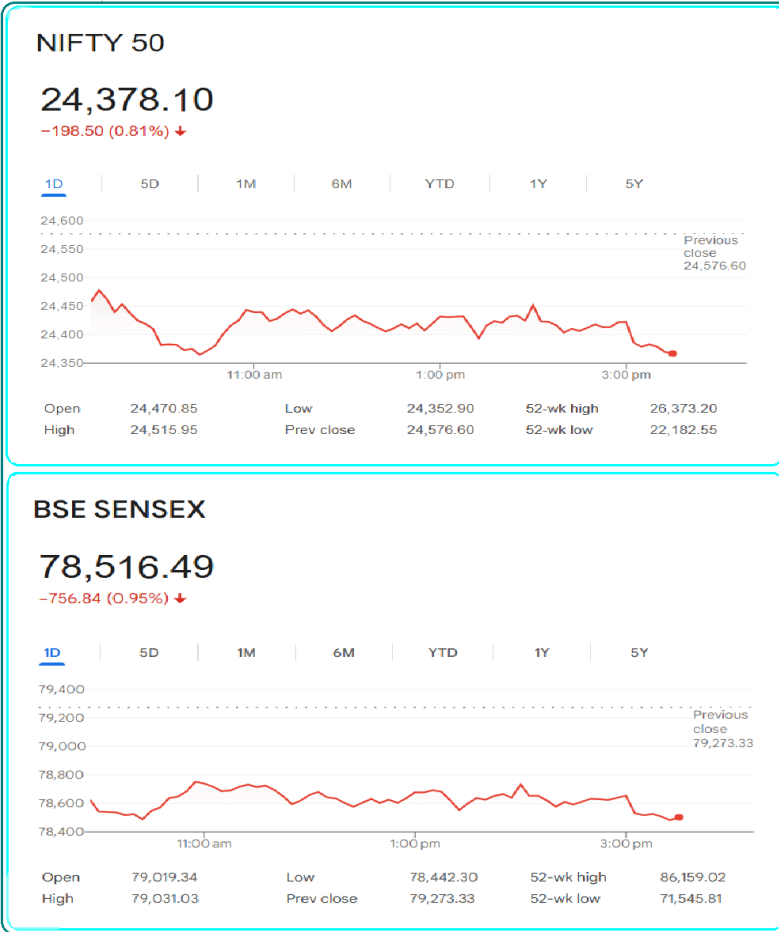 NIFTY 50
24,378.10
−198.50 (0.81%) ↓
1D 5D 1M 6M YTD 1Y 5Y
24,600
Previous
close
24,576.60
24,550
24,500
24,450
24,400
24,350
11:00 am 1:00 pm 3:00 pm
Open 24,470.85 Low 24,352.90 52-wk high 26,373.20
High 24,515.95 Prev close 24,576.60 52-wk low 22,182.55
BSE SENSEX
78,516.49
−756.84 (0.95%) ↓
1D 5D 1M 6M YTD 1Y 5Y
79,400
79,200
Previous
close
79,273.33
79,000
78,800
78,600
78,400
11:00 am 1:00 pm 3:00 pm
Open 79,019.34 Low 78,442.30 52-wk high 86,159.02
High 79,031.03 Prev close 79,273.33 52-wk low 71,545.81